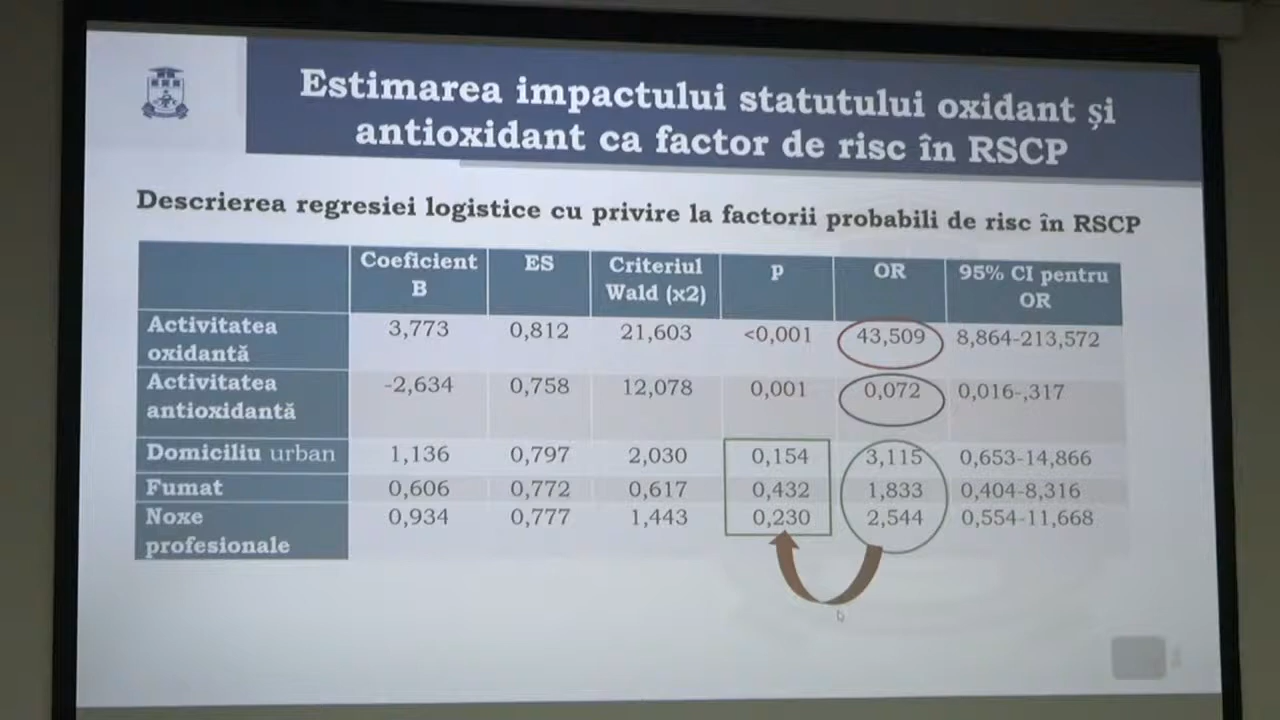 Estimarea impactului statutului oxidant și
antioxidant ca factor de risc în RSCP
Descrierea regresiei logistice cu privire la factorii probabili de risc în RSCP
Coeficient B ES Criteriul Wald (x2) p OR 95% CI pentru OR
Activitatea oxidantă 3,773 0,812 21,603 <0,001 43,509 8,864-213,572
Activitatea antioxidantă -2,634 0,758 12,078 0,001 0,072 0,016-,317
Domiciliu urban 1,136 0,797 2,030 0,154 3,115 0,653-14,866
Fumat 0,606 0,772 0,617 0,432 1,833 0,404-8,316
Noxe profesionale 0,934 0,777 1,443 0,230 2,544 0,554-11,668